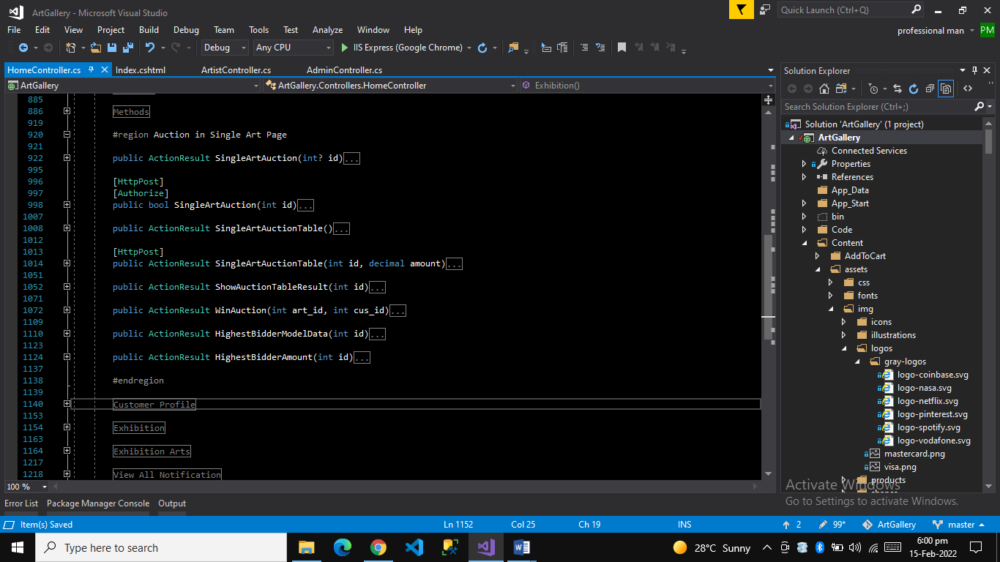 ArtGallery - Microsoft Visual Studio
Quick Launch (Ctrl+Q)
File Edit View Project Build Debug Team Tools Test Analyze Window Help
professional man PM
Debug Any CPU IIS Express (Google Chrome)
HomeController.cs Index.cshtml ArtistController.cs AdminController.cs
ArtGallery ArtGallery.Controllers.HomeController Exhibition()
885
886 Methods
919
920 #region Auction in Single Art Page
921
922 public ActionResult SingleArtAuction(int? id)...
995
996 [HttpPost]
997 [Authorize]
998 public bool SingleArtAuction(int id)...
1007
1008 public ActionResult SingleArtAuctionTable()...
1012
1013 [HttpPost]
1014 public ActionResult SingleArtAuctionTable(int id, decimal amount)...
1051
1052 public ActionResult ShowAuctionTableResult(int id)...
1071
1072 public ActionResult WinAuction(int art_id, int cus_id)...
1109
1110 public ActionResult HighestBidderModelData(int id)...
1123
1124 public ActionResult HighestBidderAmount(int id)...
1137
1138 #endregion
1139
1140 Customer Profile
1153
1154 Exhibition
1163
1164 Exhibition Arts
1217
1218 View All Notification
100 %
Solution Explorer
Search Solution Explorer (Ctrl+;)
Solution 'ArtGallery' (1 project)
ArtGallery
Connected Services
Properties
References
App_Data
App_Start
bin
Code
Content
AddToCart
assets
css
fonts
img
icons
illustrations
logos
gray-logos
logo-coinbase.svg
logo-nasa.svg
logo-netflix.svg
logo-pinterest.svg
logo-spotify.svg
logo-vodafone.svg
mastercard.png
visa.png
products
Activate Windows
Go to Settings to activate Windows.
Error List Package Manager Console Output
Item(s) Saved Ln 1152 Col 25 Ch 19 INS 2 99* ArtGallery master
Type here to search
28°C Sunny
6:00 pm
15-Feb-2022